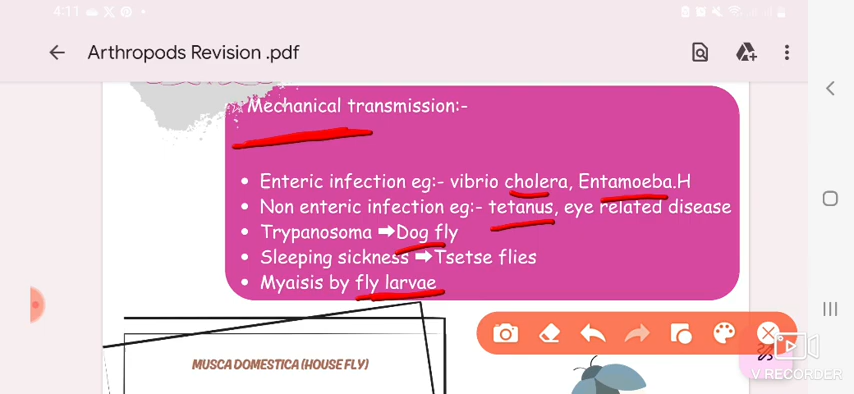 4:11
Arthropods Revision .pdf
☆ Mechanical transmission:-
• Enteric infection eg:- vibrio cholera, Entamoeba.H
• Non enteric infection eg:- tetanus, eye related disease
• Trypanosoma ➡Dog fly
• Sleeping sickness ➡Tsetse flies
• Myaisis by fly larvae
MUSCA DOMESTICA (HOUSE FLY)
V RECORDER